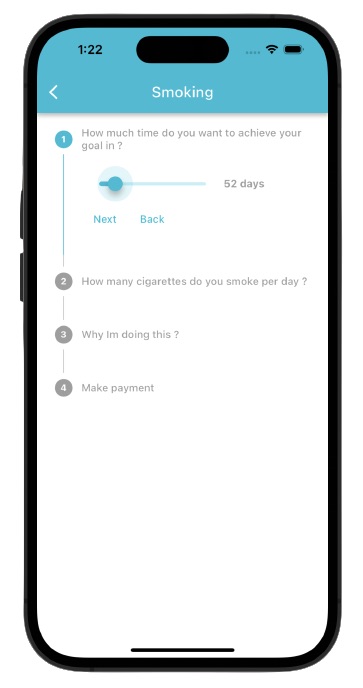 1:22
Smoking
1
How much time do you want to achieve your
goal in ?
52 days
Next Back
2 How many cigarettes do you smoke per day ?
3 Why Im doing this ?
4 Make payment